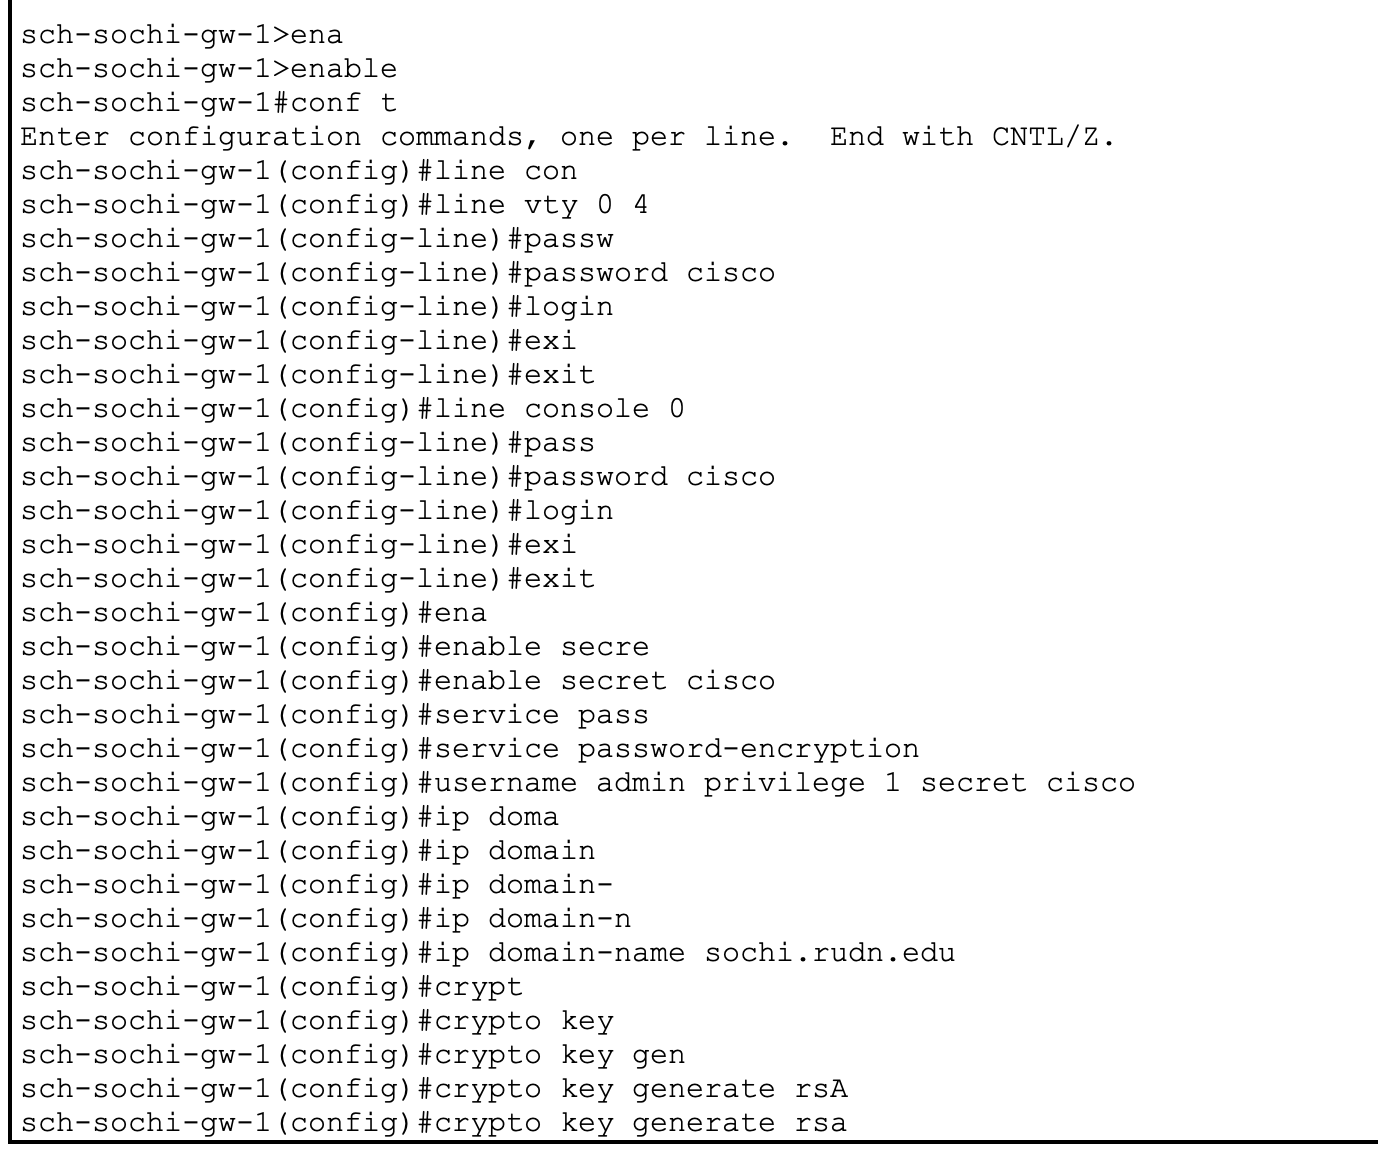 sch-sochi-gw-1>ena
sch-sochi-gw-1>enable
sch-sochi-gw-1#conf t
Enter configuration commands, one per line.  End with CNTL/Z.
sch-sochi-gw-1(config)#line con
sch-sochi-gw-1(config)#line vty 0 4
sch-sochi-gw-1(config-line)#passw
sch-sochi-gw-1(config-line)#password cisco
sch-sochi-gw-1(config-line)#login
sch-sochi-gw-1(config-line)#exi
sch-sochi-gw-1(config-line)#exit
sch-sochi-gw-1(config)#line console 0
sch-sochi-gw-1(config-line)#pass
sch-sochi-gw-1(config-line)#password cisco
sch-sochi-gw-1(config-line)#login
sch-sochi-gw-1(config-line)#exi
sch-sochi-gw-1(config-line)#exit
sch-sochi-gw-1(config)#ena
sch-sochi-gw-1(config)#enable secre
sch-sochi-gw-1(config)#enable secret cisco
sch-sochi-gw-1(config)#service pass
sch-sochi-gw-1(config)#service password-encryption
sch-sochi-gw-1(config)#username admin privilege 1 secret cisco
sch-sochi-gw-1(config)#ip doma
sch-sochi-gw-1(config)#ip domain
sch-sochi-gw-1(config)#ip domain-
sch-sochi-gw-1(config)#ip domain-n
sch-sochi-gw-1(config)#ip domain-name sochi.rudn.edu
sch-sochi-gw-1(config)#crypt
sch-sochi-gw-1(config)#crypto key
sch-sochi-gw-1(config)#crypto key gen
sch-sochi-gw-1(config)#crypto key generate rsA
sch-sochi-gw-1(config)#crypto key generate rsa